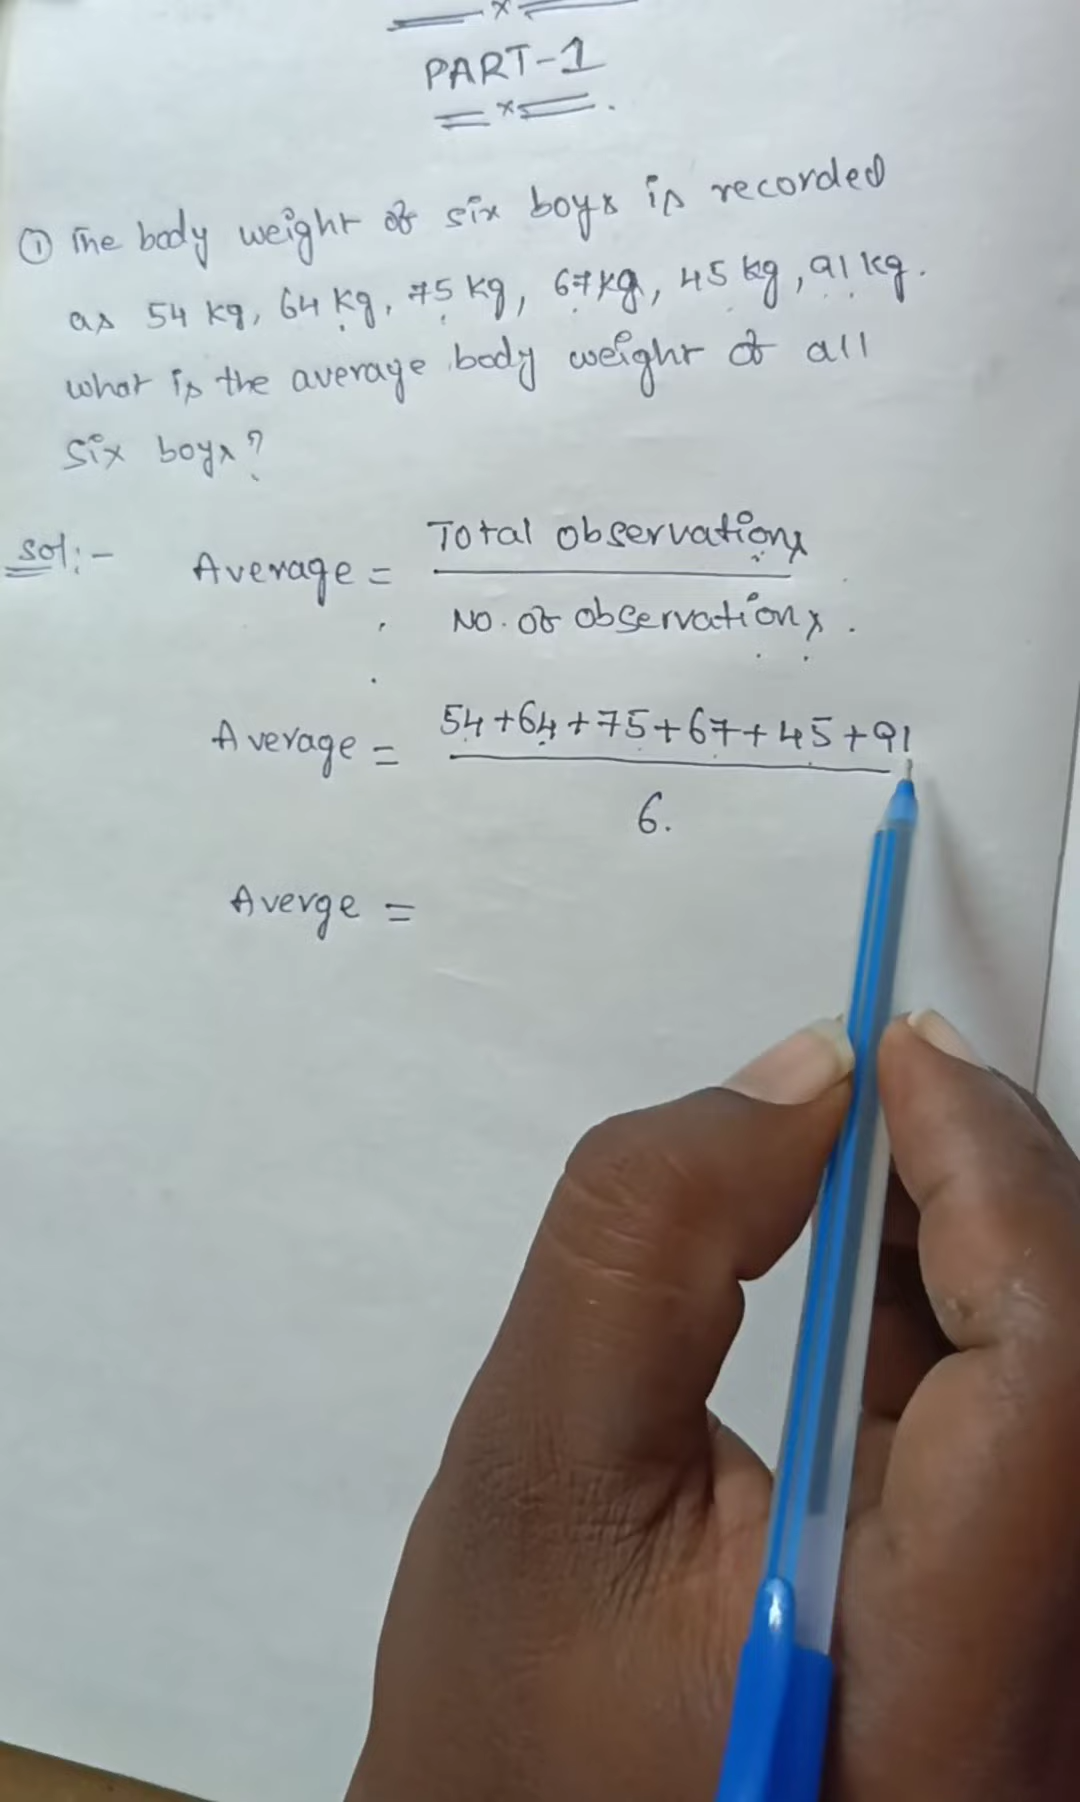 PART-1
① The body weight of six boys is recorded
as 54 kg, 64 kg, 75 kg, 67 kg, 45 kg, 91 kg.
what is the average body weight of all
six boys?
Sol:- Average = Total observations
No. of observations.
Average = 54+64+75+67+45+91
6.
Averge =